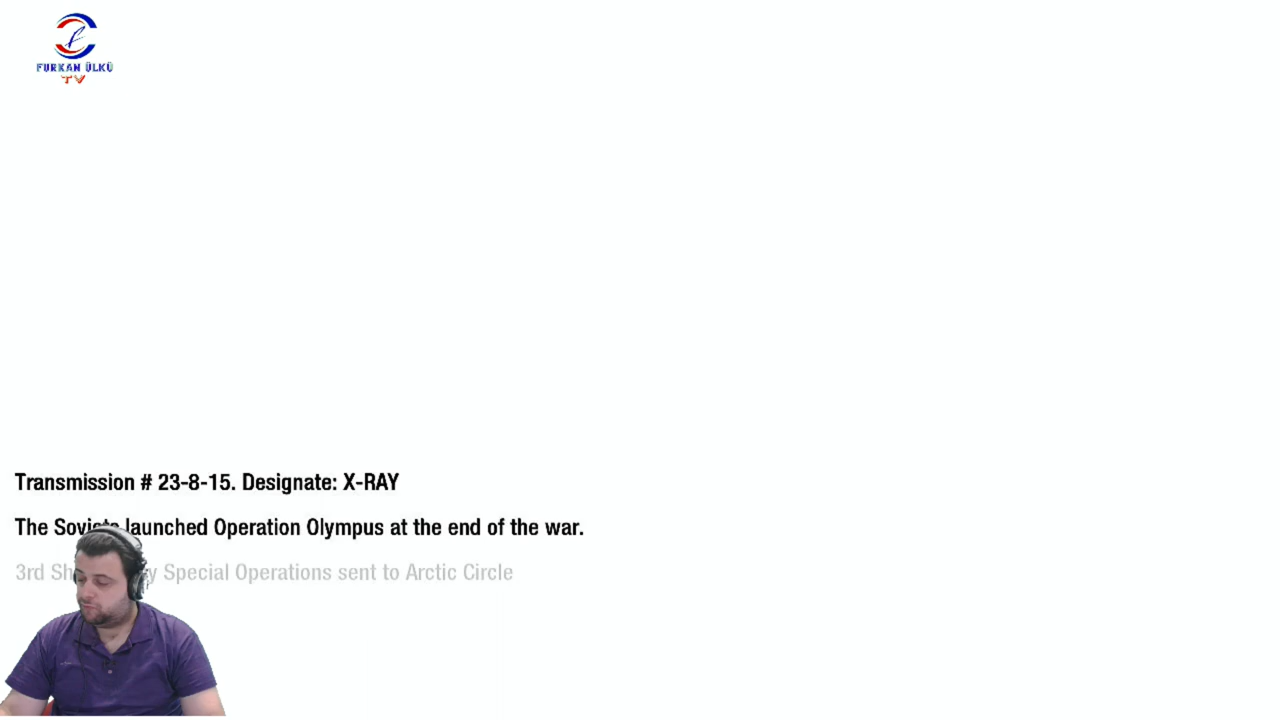 FURKAN ÜLKÜ
TV
Transmission # 23-8-15. Designate: X-RAY
The Soviets launched Operation Olympus at the end of the war.
3rd Special Operations sent to Arctic Circle